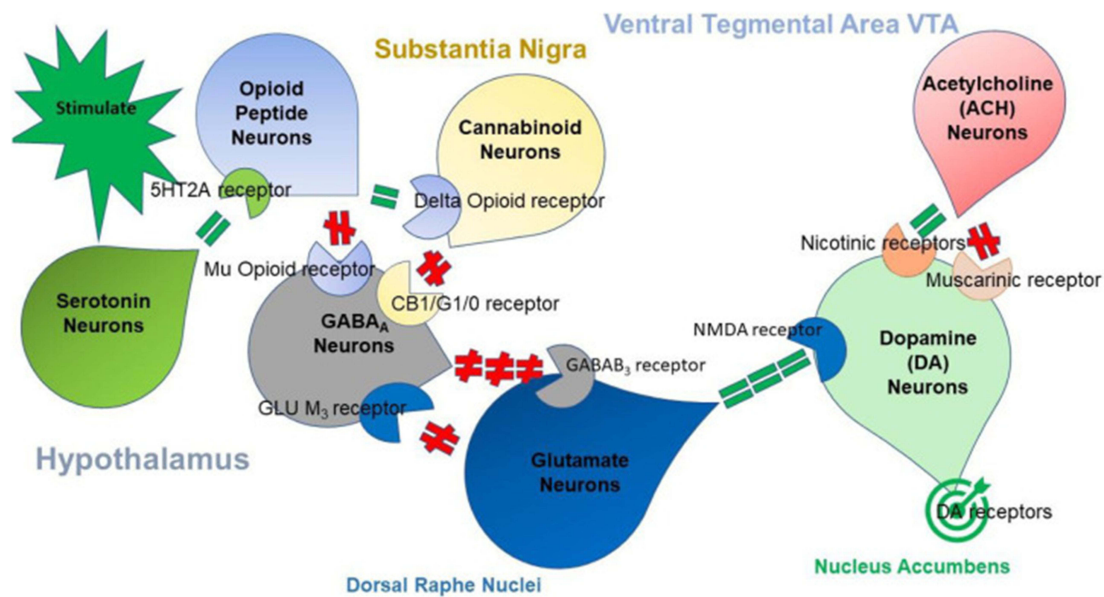 Ventral Tegmental Area VTA
Substantia Nigra
Stimulate
Opioid
Peptide
Neurons
Cannabinoid
Neurons
Acetylcholine
(ACH)
Neurons
5HT2A receptor
Delta Opioid receptor
Nicotinic receptors
Muscarinic receptor
Mu Opioid receptor
CB1/G1/0 receptor
Serotonin
Neurons
GABAA
Neurons
NMDA receptor
Dopamine
(DA)
Neurons
GABAB3 receptor
GLU M3 receptor
Hypothalamus
Glutamate
Neurons
DA receptors
Nucleus Accumbens
Dorsal Raphe Nuclei